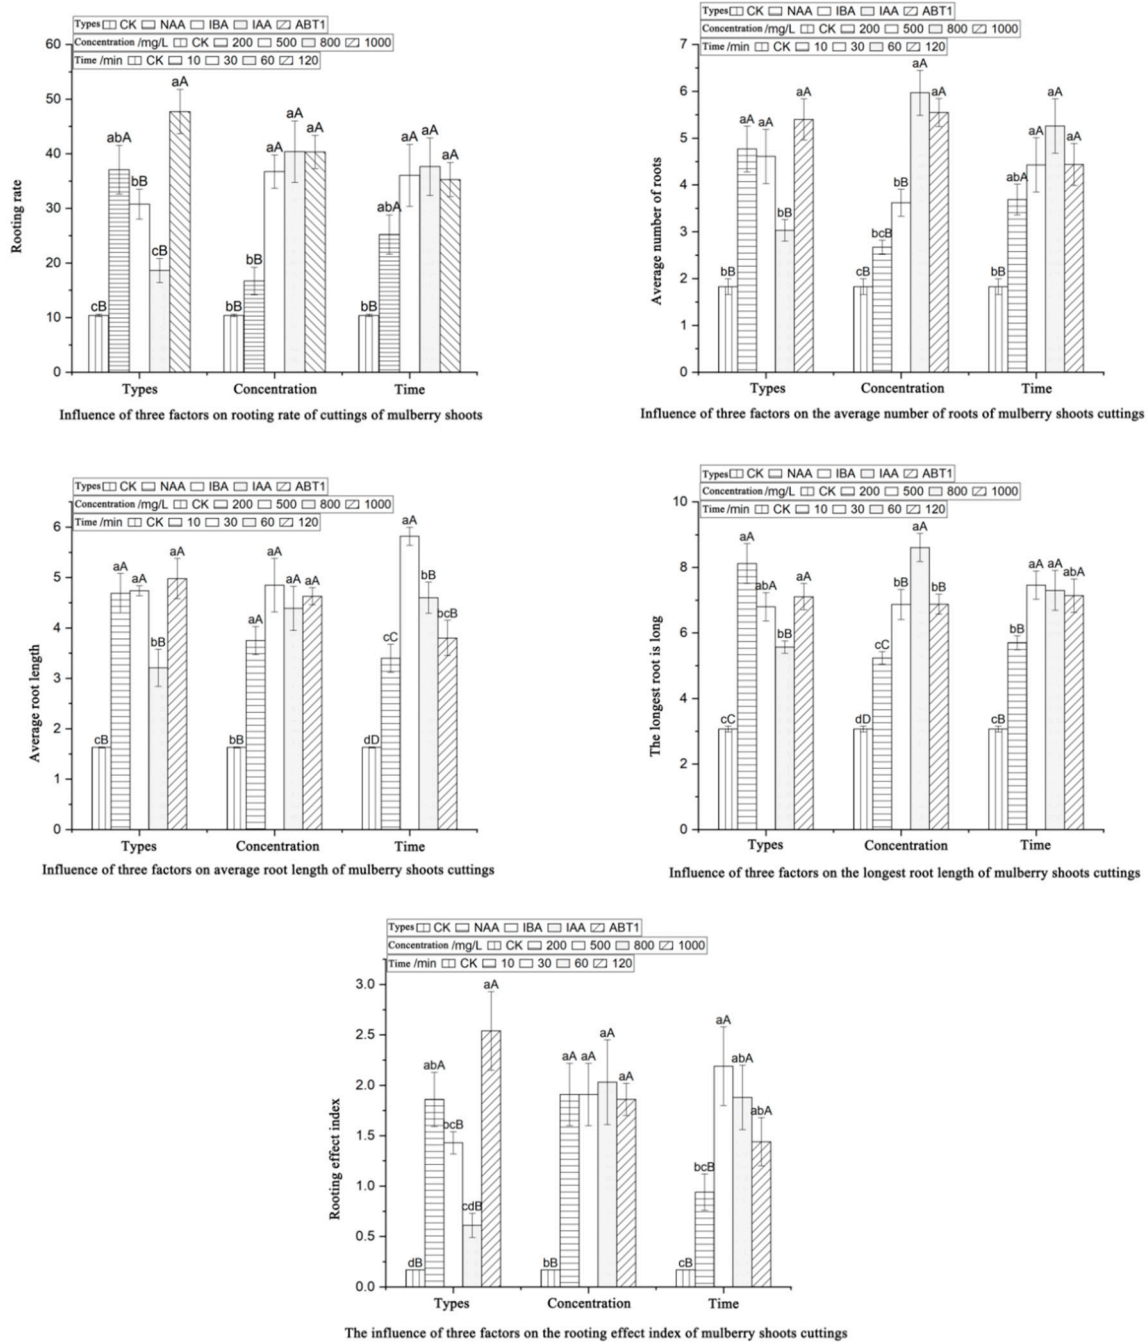 Types CK NAA IBA IAA ABT1
Concentration /mg/L CK 200 500 800 1000
Time /min CK 10 30 60 120
60
50
40
30
20
10
0
Rooting rate
cB abA bB cB aA
bB bB aA aA aA
bB abA aA aA aA
Types Concentration Time
Influence of three factors on rooting rate of cuttings of mulberry shoots
Types CK NAA IBA IAA ABT1
Concentration /mg/L CK 200 500 800 1000
Time /min CK 10 30 60 120
7
6
5
4
3
2
1
0
Average number of roots
bB aA aA bB aA
cB bcB bB aA aA
bB abA aA aA aA
Types Concentration Time
Influence of three factors on the average number of roots of mulberry shoots cuttings
Types CK NAA IBA IAA ABT1
Concentration /mg/L CK 200 500 800 1000
Time /min CK 10 30 60 120
6
5
4
3
2
1
0
Average root length
cB aA aA bB aA
bB aA aA aA aA
dD cC aA bB bcB
Types Concentration Time
Influence of three factors on average root length of mulberry shoots cuttings
Types CK NAA IBA IAA ABT1
Concentration /mg/L CK 200 500 800 1000
Time /min CK 10 30 60 120
10
8
6
4
2
0
The longest root is long
cC aA abA bB aA
dD cC bB aA bB
cB bB aA aA abA
Types Concentration Time
Influence of three factors on the longest root length of mulberry shoots cuttings
Types CK NAA IBA IAA ABT1
Concentration /mg/L CK 200 500 800 1000
Time /min CK 10 30 60 120
3.0
2.5
2.0
1.5
1.0
0.5
0.0
Rooting effect index
dB abA bcB cdB aA
bB aA aA aA aA
cB bcB aA abA abA
Types Concentration Time
The influence of three factors on the rooting effect index of mulberry shoots cuttings